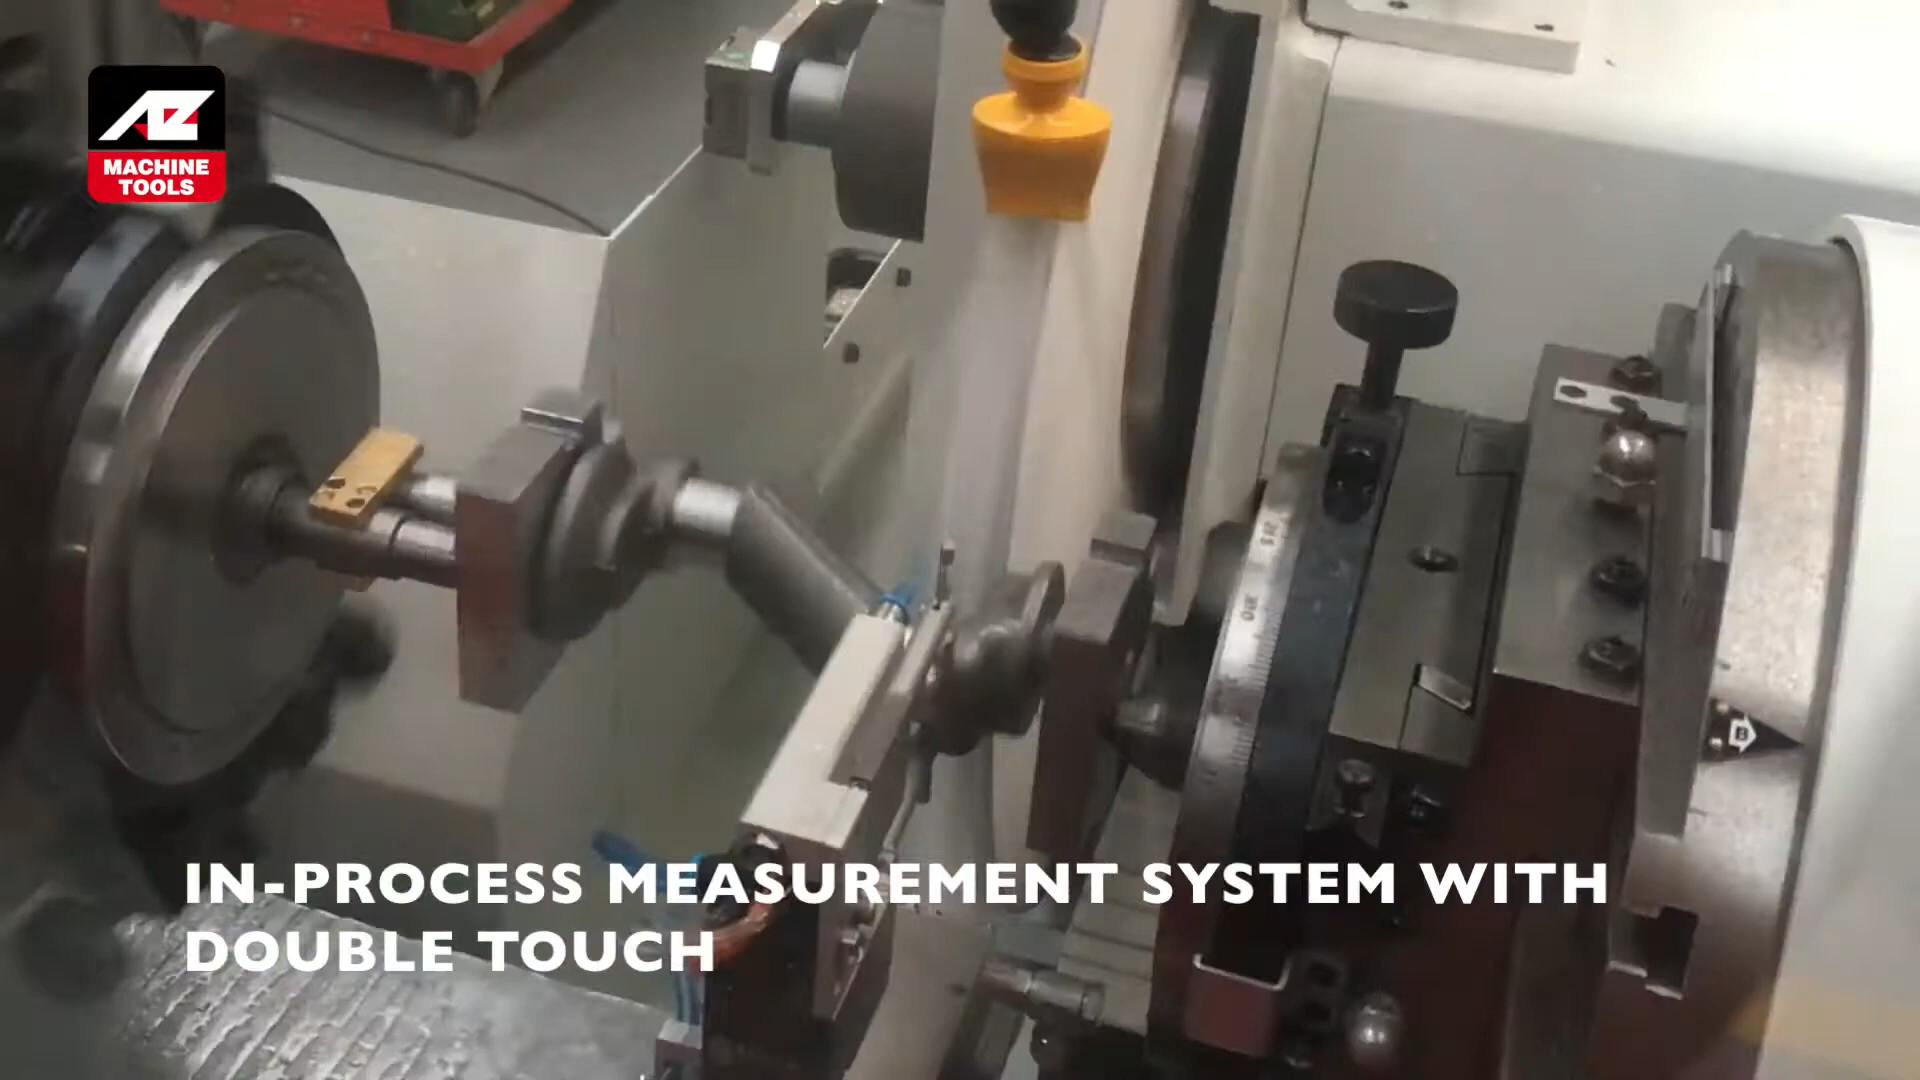 AZ
MACHINE
TOOLS
B
IN-PROCESS MEASUREMENT SYSTEM WITH
DOUBLE TOUCH